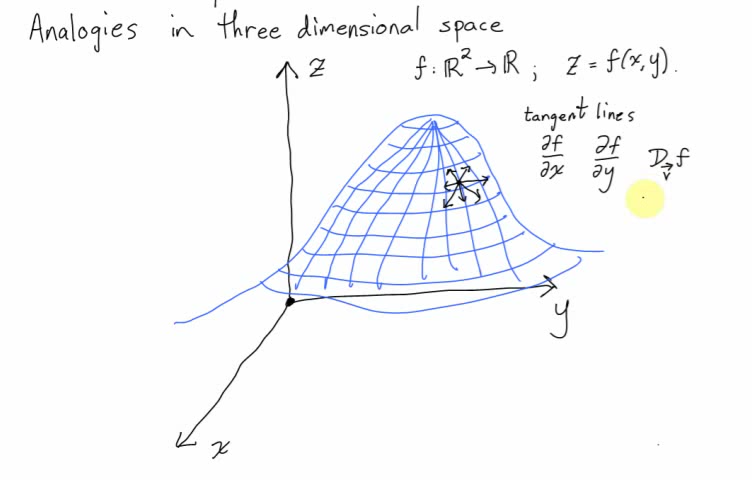 Analogies in three dimensional space
z
f : ℝ² → ℝ ; z = f(x,y).
tangent lines
∂f/∂x ∂f/∂y D_v⃗ f
y
x